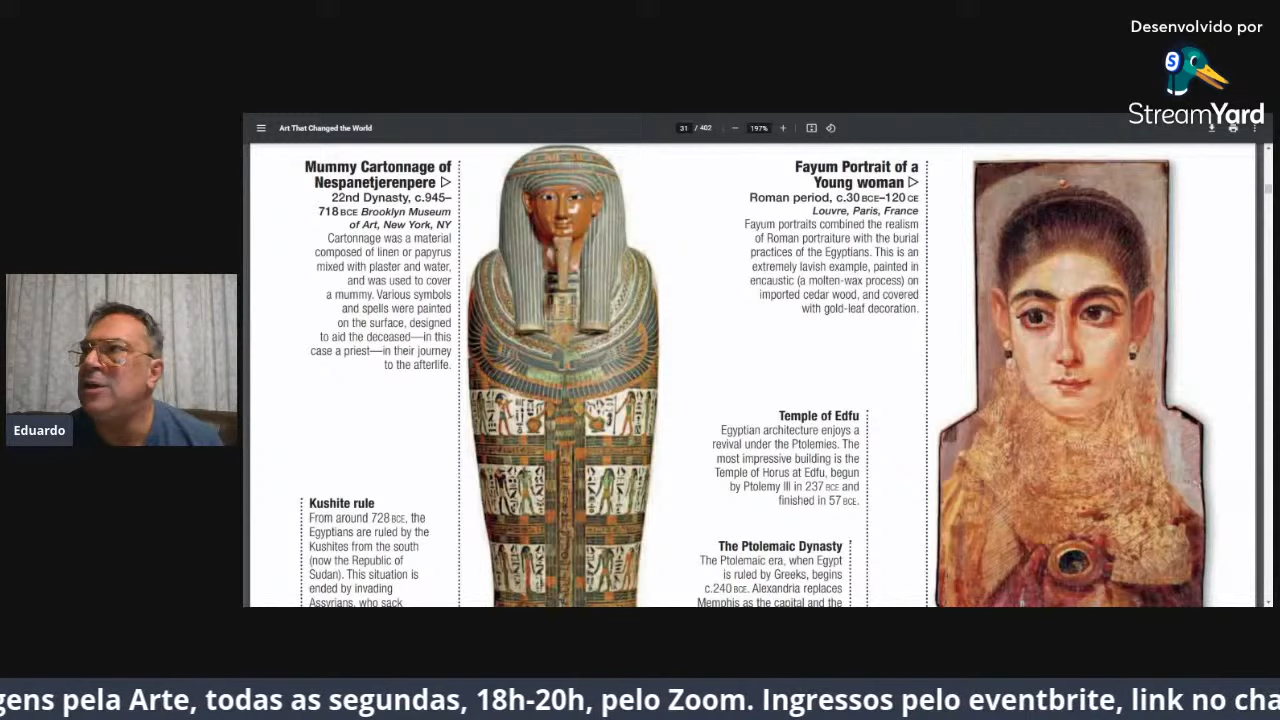 Desenvolvido por
StreamYard
Art That Changed the World
31 / 402
197%
Mummy Cartonnage of
Nespanetjerenpere ▷
22nd Dynasty, c.945–
718 BCE Brooklyn Museum
of Art, New York, NY
Cartonnage was a material
composed of linen or papyrus
mixed with plaster and water,
and was used to cover
a mummy. Various symbols
and spells were painted
on the surface, designed
to aid the deceased—in this
case a priest—in their journey
to the afterlife.
Kushite rule
From around 728 BCE, the
Egyptians are ruled by the
Kushites from the south
(now the Republic of
Sudan). This situation is
ended by invading
Assyrians, who sack
Fayum Portrait of a
Young woman ▷
Roman period, c.30 BCE–120 CE
Louvre, Paris, France
Fayum portraits combined the realism
of Roman portraiture with the burial
practices of the Egyptians. This is an
extremely lavish example, painted in
encaustic (a molten-wax process) on
imported cedar wood, and covered
with gold-leaf decoration.
Temple of Edfu
Egyptian architecture enjoys a
revival under the Ptolemies. The
most impressive building is the
Temple of Horus at Edfu, begun
by Ptolemy III in 237 BCE and
finished in 57 BCE.
The Ptolemaic Dynasty
The Ptolemaic era, when Egypt
is ruled by Greeks, begins
c.240 BCE. Alexandria replaces
Memphis as the capital and the
Eduardo
gens pela Arte, todas as segundas, 18h-20h, pelo Zoom. Ingressos pelo eventbrite, link no cha